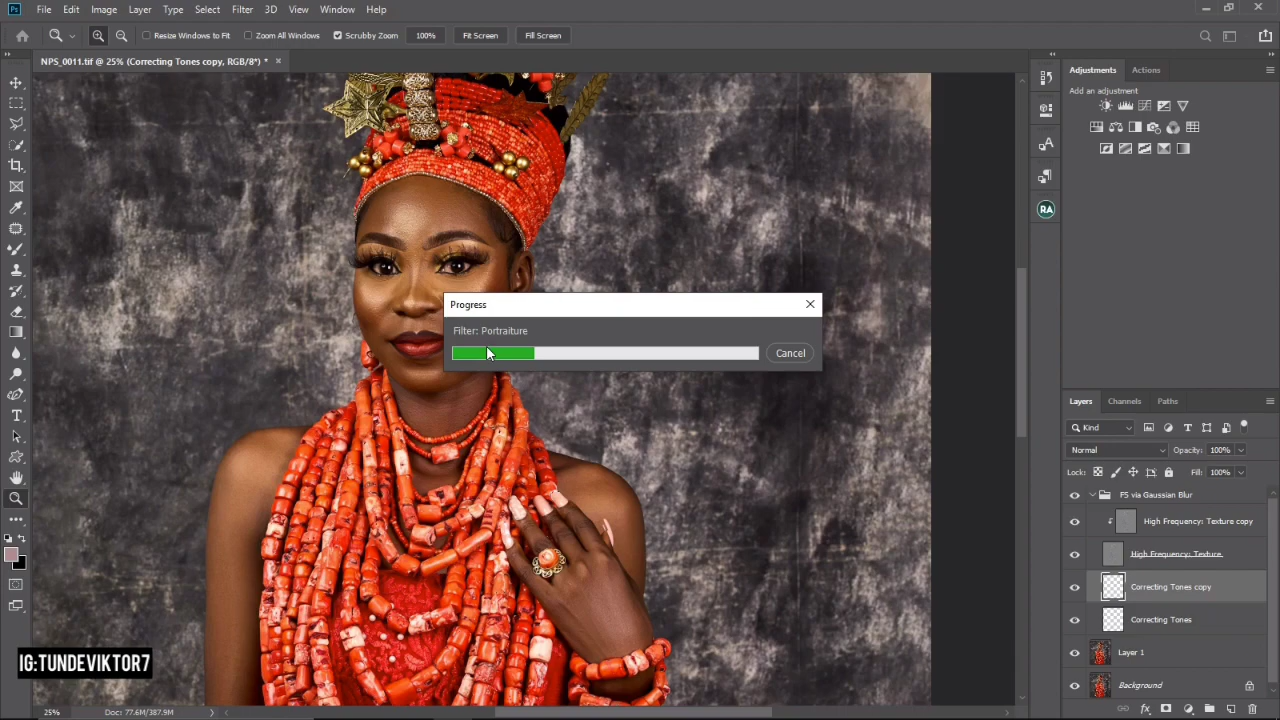 Ps File Edit Image Layer Type Select Filter 3D View Window Help
Resize Windows to Fit Zoom All Windows Scrubby Zoom 100% Fit Screen Fill Screen
NPS_0011.tif @ 25% (Correcting Tones copy, RGB/8*) *
Adjustments Actions
Add an adjustment
RA
Progress
Filter: Portraiture
Cancel
Layers Channels Paths
Kind
Normal Opacity: 100%
Lock: Fill: 100%
FS via Gaussian Blur
High Frequency: Texture copy
High Frequency: Texture
Correcting Tones copy
Correcting Tones
Layer 1
Background
IG:TUNDEVIKTOR7
25% Doc: 77.6M/387.9M